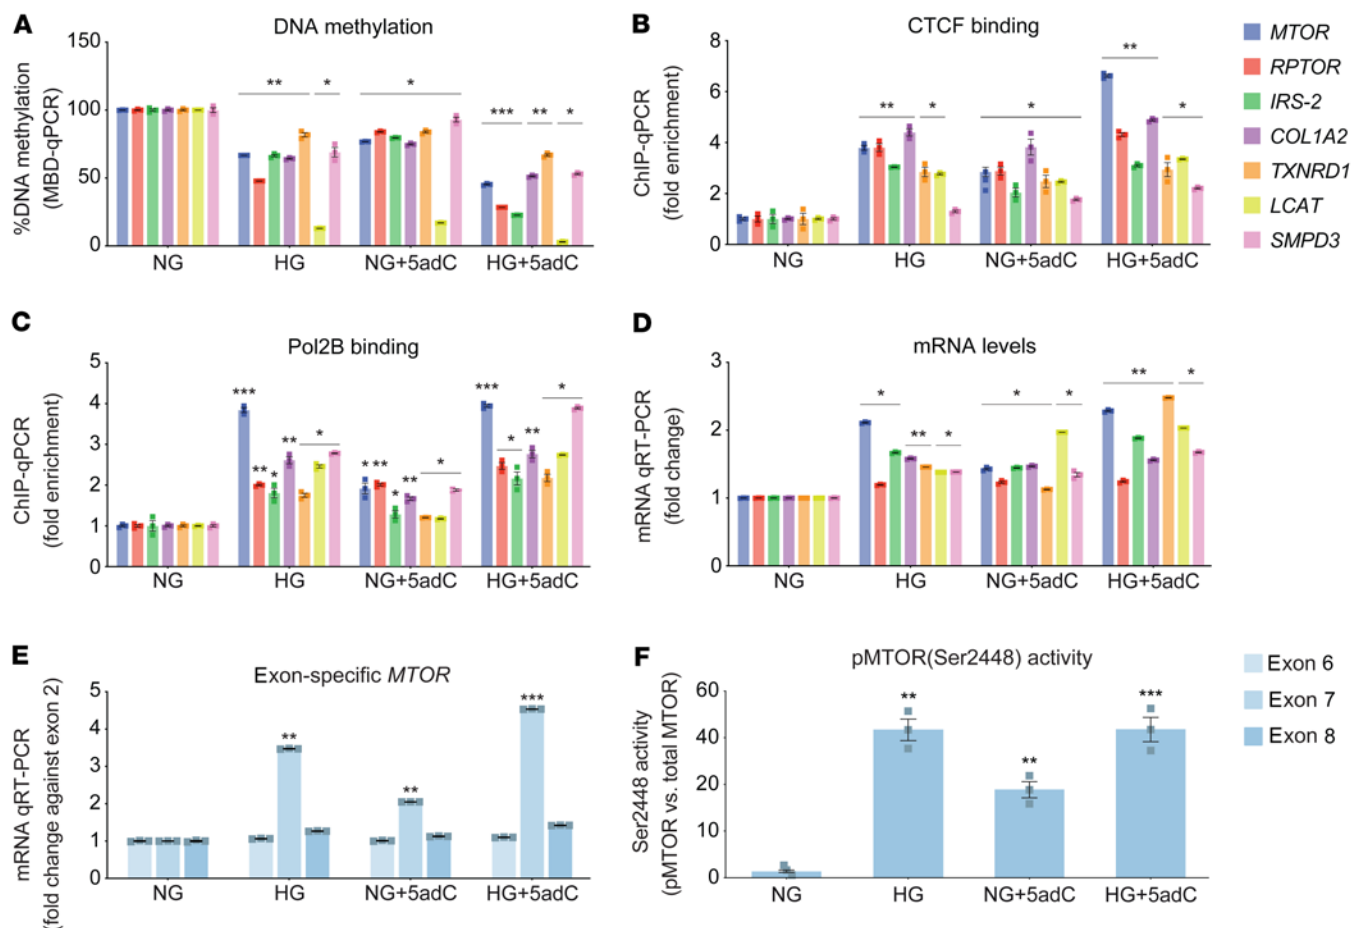 A
DNA methylation
%DNA methylation
(MBD-qPCR)
150
100
50
0
**
*
*
***
**
*
NG
HG
NG+5adC
HG+5adC
B
CTCF binding
ChIP-qPCR
(fold enrichment)
8
6
4
2
0
**
*
*
**
*
NG
HG
NG+5adC
HG+5adC
MTOR
RPTOR
IRS-2
COL1A2
TXNRD1
LCAT
SMPD3
C
Pol2B binding
ChIP-qPCR
(fold enrichment)
5
4
3
2
1
0
***
**
*
**
*
*
**
*
**
*
***
*
**
*
NG
HG
NG+5adC
HG+5adC
D
mRNA levels
mRNA qRT-PCR
(fold change)
3
2
1
0
*
**
*
*
*
**
*
NG
HG
NG+5adC
HG+5adC
E
Exon-specific MTOR
mRNA qRT-PCR
(fold change against exon 2)
5
4
3
2
1
0
**
**
***
NG
HG
NG+5adC
HG+5adC
F
pMTOR(Ser2448) activity
Ser2448 activity
(pMTOR vs. total MTOR)
60
40
20
10
0
**
**
***
NG
HG
NG+5adC
HG+5adC
Exon 6
Exon 7
Exon 8